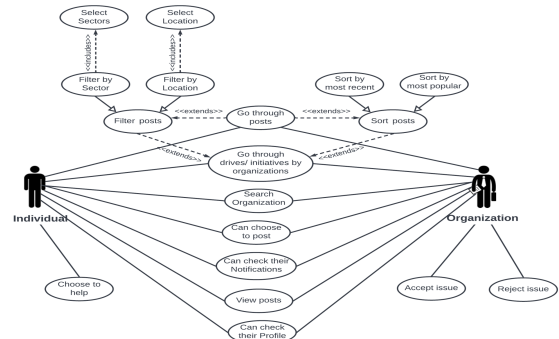 Select
Sectors
Select
Location
<<includes>>
<<includes>>
Filter by
Sector
Filter by
Location
Sort by
most recent
Sort by
most popular
<<extends>>
Go through
posts
<<extends>>
Filter posts
Sort posts
<<extends>>
Go through
drives/ initiatives by
organizations
<<extends>>
Search
Organization
Individual
Organization
Can choose
to post
Can check their
Notifications
Choose to
help
View posts
Accept issue
Reject issue
Can check
their Profile